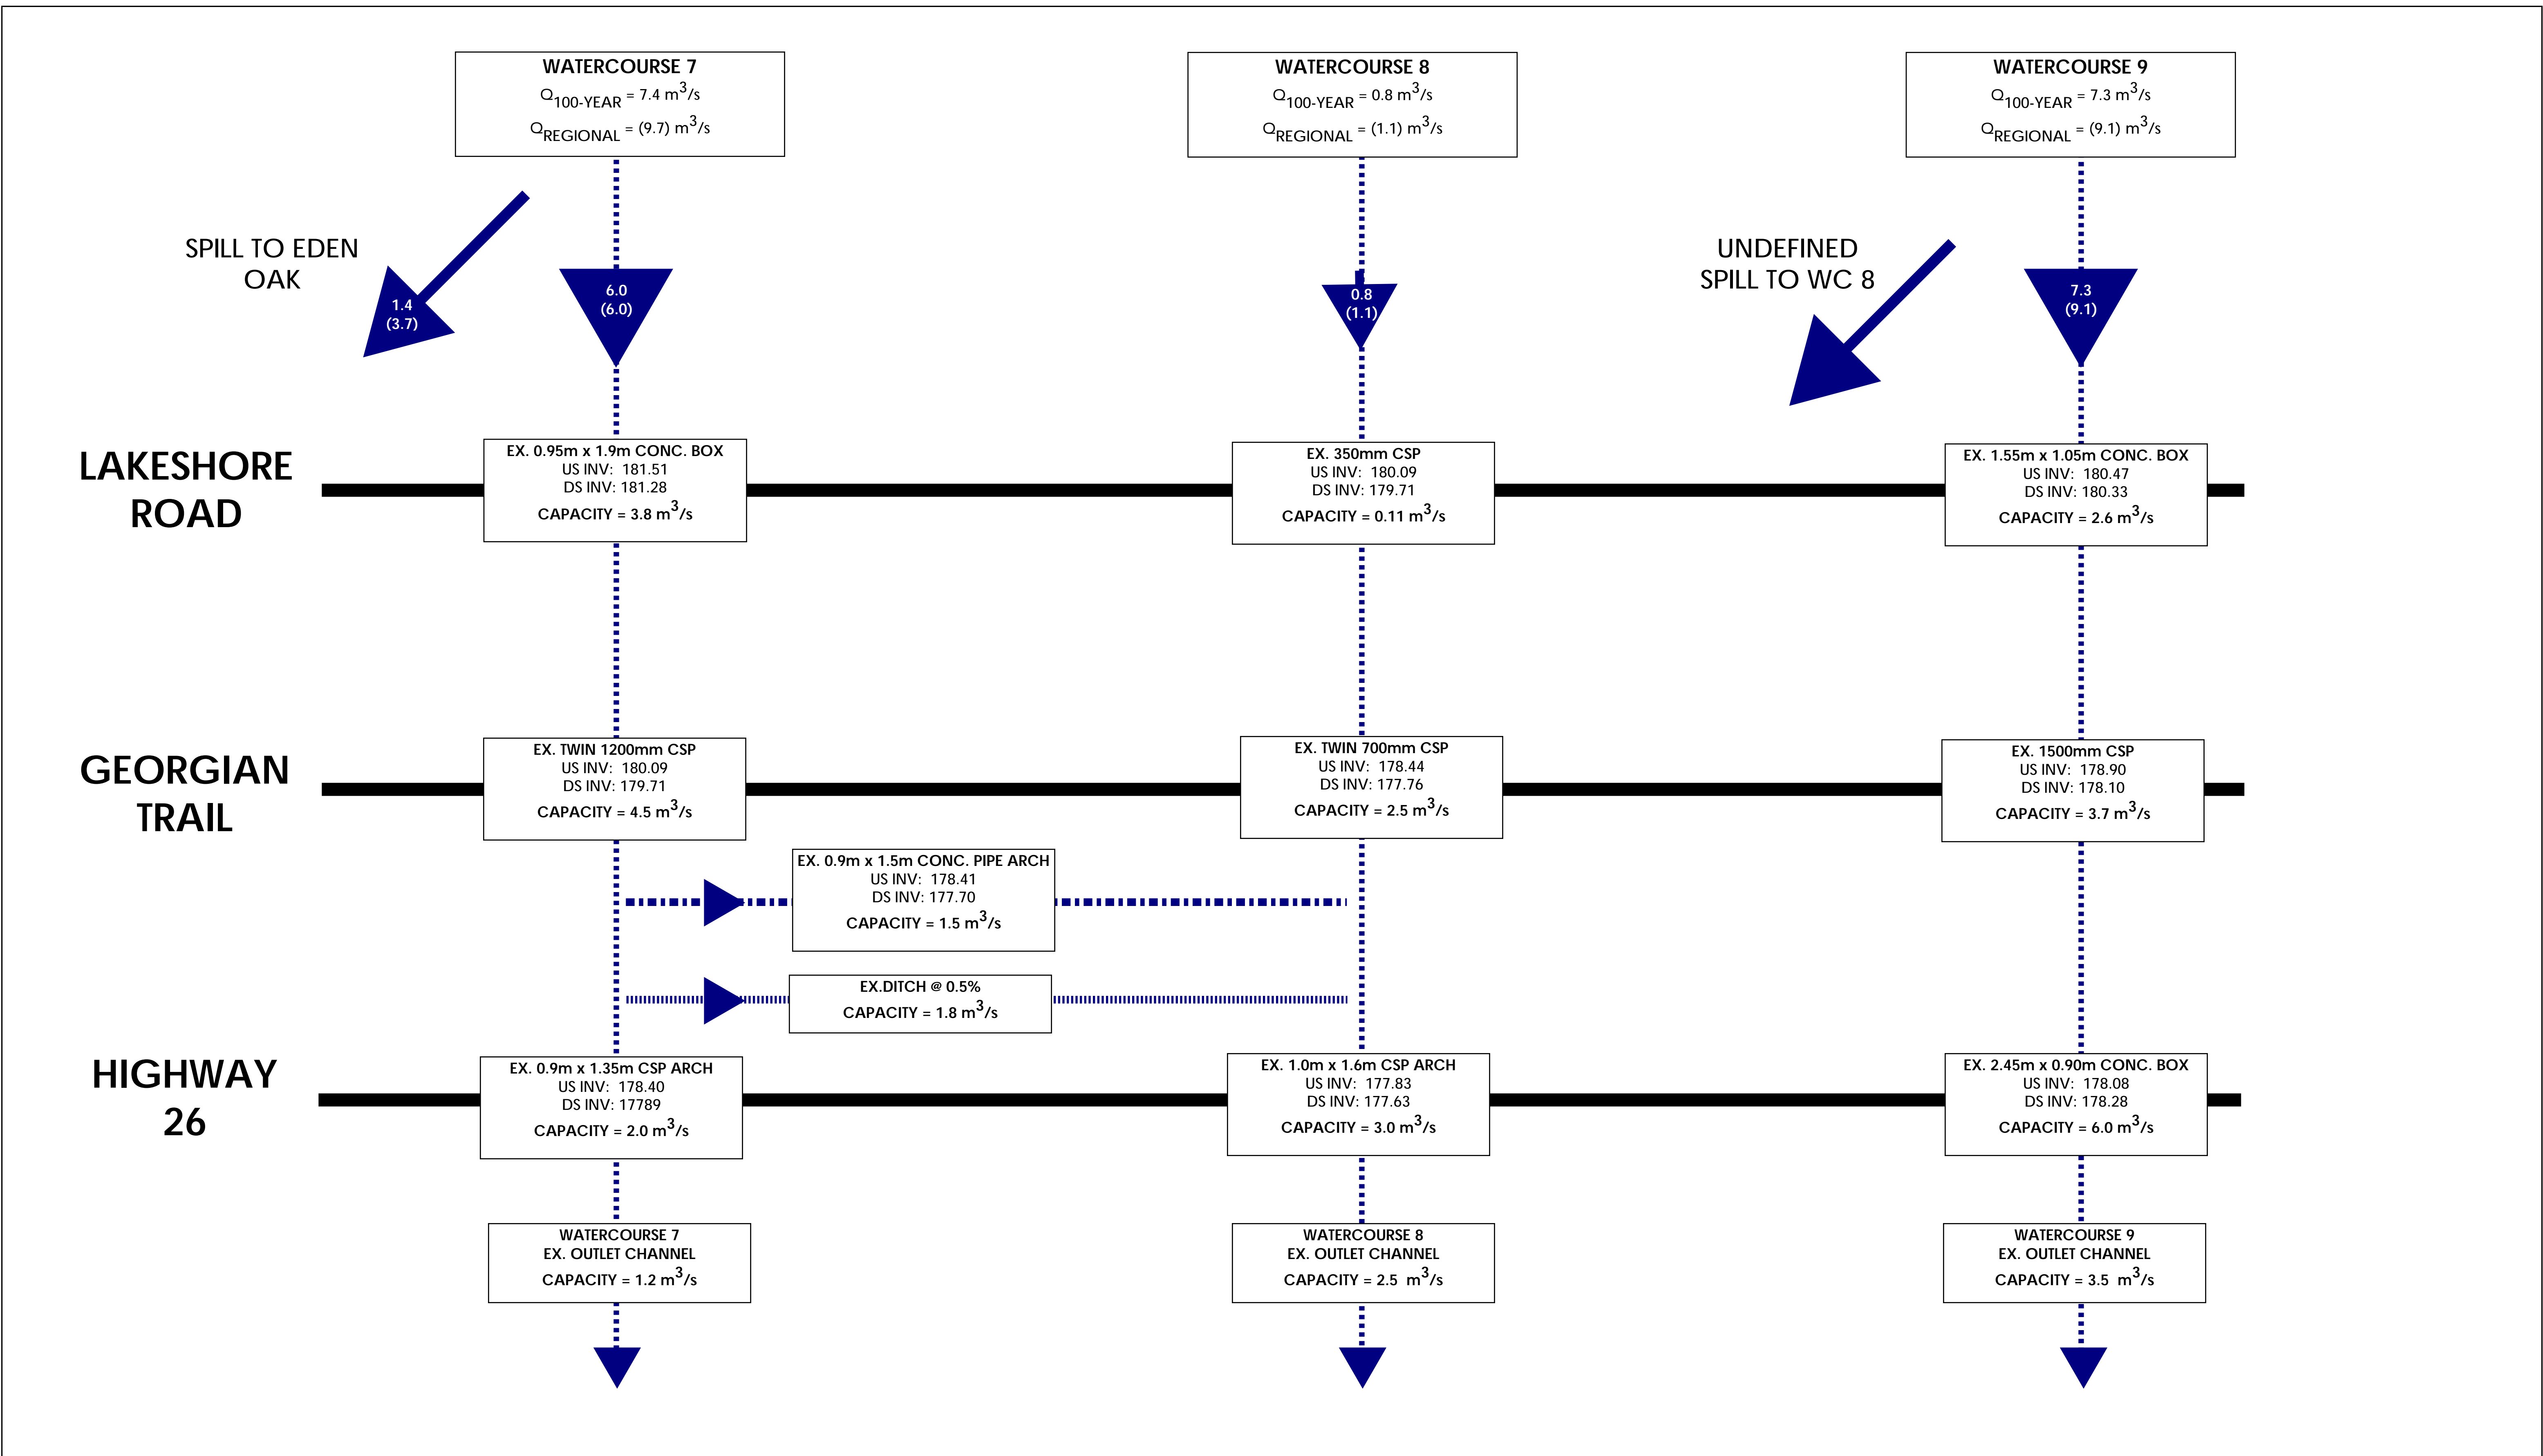 WATERCOURSE 7
Q100-YEAR = 7.4 m3/s
QREGIONAL = (9.7) m3/s
WATERCOURSE 8
Q100-YEAR = 0.8 m3/s
QREGIONAL = (1.1) m3/s
WATERCOURSE 9
Q100-YEAR = 7.3 m3/s
QREGIONAL = (9.1) m3/s
SPILL TO EDEN
OAK
1.4
(3.7)
6.0
(6.0)
0.8
(1.1)
UNDEFINED
SPILL TO WC 8
7.3
(9.1)
LAKESHORE
ROAD
EX. 0.95m x 1.9m CONC. BOX
US INV: 181.51
DS INV: 181.28
CAPACITY = 3.8 m3/s
EX. 350mm CSP
US INV: 180.09
DS INV: 179.71
CAPACITY = 0.11 m3/s
EX. 1.55m x 1.05m CONC. BOX
US INV: 180.47
DS INV: 180.33
CAPACITY = 2.6 m3/s
GEORGIAN
TRAIL
EX. TWIN 1200mm CSP
US INV: 180.09
DS INV: 179.71
CAPACITY = 4.5 m3/s
EX. TWIN 700mm CSP
US INV: 178.44
DS INV: 177.76
CAPACITY = 2.5 m3/s
EX. 1500mm CSP
US INV: 178.90
DS INV: 178.10
CAPACITY = 3.7 m3/s
EX. 0.9m x 1.5m CONC. PIPE ARCH
US INV: 178.41
DS INV: 177.70
CAPACITY = 1.5 m3/s
EX.DITCH @ 0.5%
CAPACITY = 1.8 m3/s
HIGHWAY
26
EX. 0.9m x 1.35m CSP ARCH
US INV: 178.40
DS INV: 17789
CAPACITY = 2.0 m3/s
EX. 1.0m x 1.6m CSP ARCH
US INV: 177.83
DS INV: 177.63
CAPACITY = 3.0 m3/s
EX. 2.45m x 0.90m CONC. BOX
US INV: 178.08
DS INV: 178.28
CAPACITY = 6.0 m3/s
WATERCOURSE 7
EX. OUTLET CHANNEL
CAPACITY = 1.2 m3/s
WATERCOURSE 8
EX. OUTLET CHANNEL
CAPACITY = 2.5 m3/s
WATERCOURSE 9
EX. OUTLET CHANNEL
CAPACITY = 3.5 m3/s